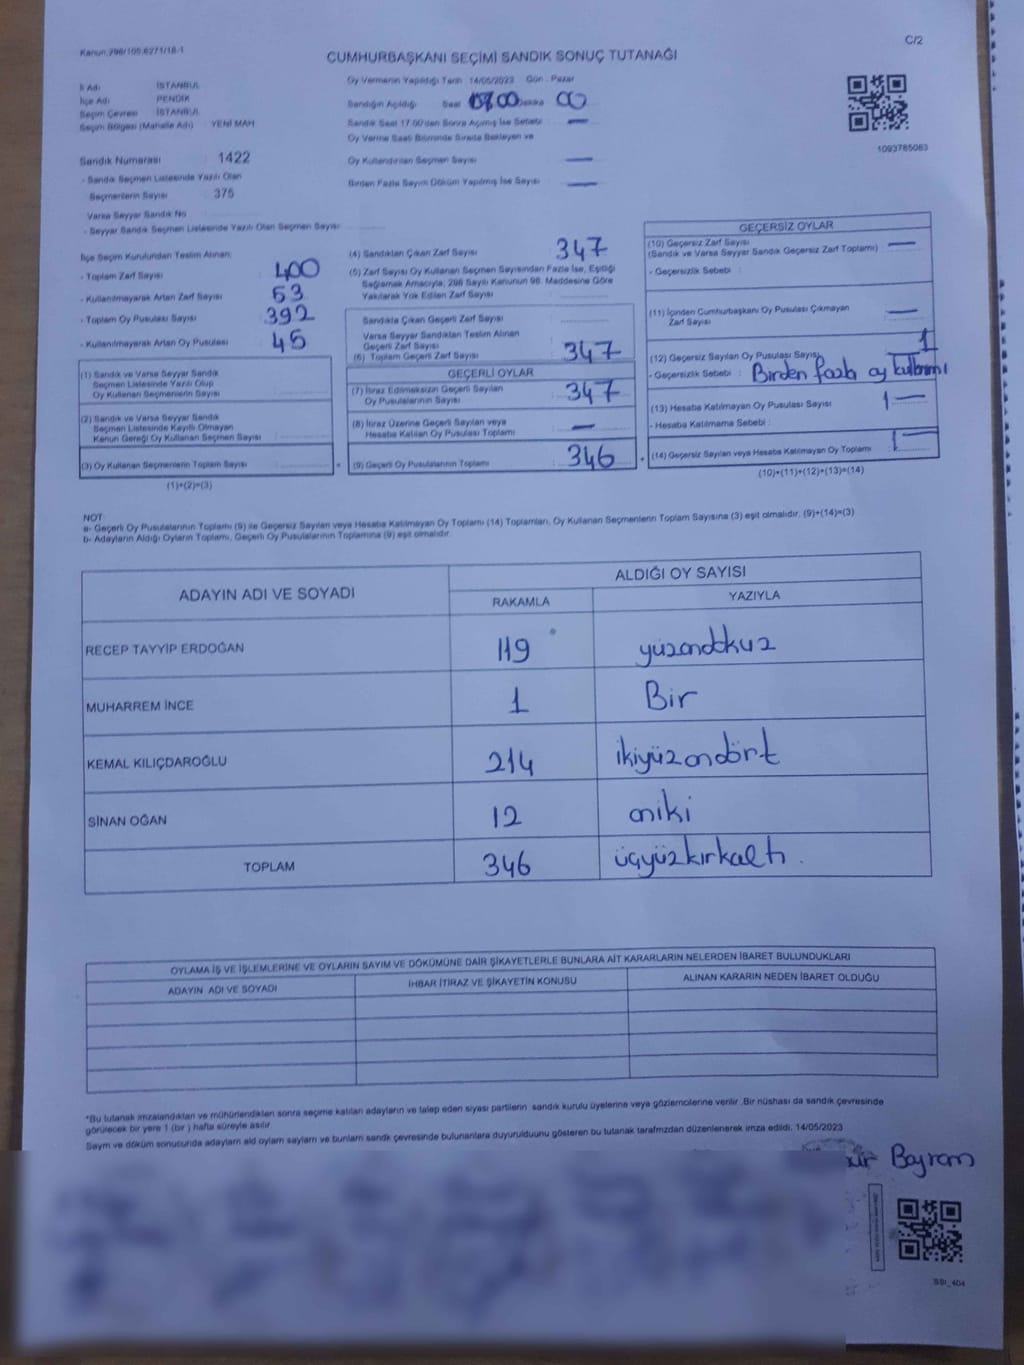 Kanun:298/105.6271/18-1
C/2
CUMHURBAŞKANI SEÇİMİ SANDIK SONUÇ TUTANAĞI
İl Adı İSTANBUL
İlçe Adı PENDİK
Seçim Çevresi İSTANBUL
Seçim Bölgesi (Mahalle Adı) YENİ MAH
Sandık Numarası 1422
- Sandık Seçmen Listesinde Yazılı Olan
Seçmenlerin Sayısı 375
Varsa Seyyar Sandık No
- Seyyar Sandık Seçmen Listesinde Yazılı Olan Seçmen Sayısı
Oy Vermenin Yapıldığı Tarih : 14/05/2023 Gün : Pazar
Sandığın Açıldığı Saat 17.00 Dakika 00
Sandık Saat 17.00'den Sonra Açılmış İse Sebebi : —
Oy Verme Saati Bitiminde Sırada Bekleyen ve
Oy Kullandırılan Seçmen Sayısı : —
Birden Fazla Sayım Döküm Yapılmış İse Sayısı : —
1093785083
İlçe Seçim Kurulundan Teslim Alınan;
- Toplam Zarf Sayısı : 400
- Kullanılmayarak Artan Zarf Sayısı : 53
- Toplam Oy Pusulası Sayısı : 392
- Kullanılmayarak Artan Oy Pusulası : 45
(1) Sandık ve Varsa Seyyar Sandık
Seçmen Listesinde Yazılı Olup
Oy Kullanan Seçmenlerin Sayısı :
(2) Sandık ve Varsa Seyyar Sandık
Seçmen Listesinde Kayıtlı Olmayan
Kanun Gereği Oy Kullanan Seçmen Sayısı :
(3) Oy Kullanan Seçmenlerin Toplam Sayısı :
(1)+(2)=(3)
(4) Sandıktan Çıkan Zarf Sayısı : 347
(5) Zarf Sayısı Oy Kullanan Seçmen Sayısından Fazla İse, Eşitliği
Sağlamak Amacıyla, 298 Sayılı Kanunun 98. Maddesine Göre
Yakılarak Yok Edilen Zarf Sayısı :
Sandıkta Çıkan Geçerli Zarf Sayısı :
Varsa Seyyar Sandıktan Teslim Alınan
Geçerli Zarf Sayısı :
(6) Toplam Geçerli Zarf Sayısı : 347
GEÇERLİ OYLAR
(7) İtiraz Edilmeksizin Geçerli Sayılan
Oy Pusulalarının Sayısı : 347
(8) İtiraz Üzerine Geçerli Sayılan veya
Hesaba Katılan Oy Pusulası Toplamı : —
(9) Geçerli Oy Pusulalarının Toplamı : 346
GEÇERSİZ OYLAR
(10) Geçersiz Zarf Sayısı : —
(Sandık ve Varsa Seyyar Sandık Geçersiz Zarf Toplamı)
- Geçersizlik Sebebi :
(11) İçinden Cumhurbaşkanı Oy Pusulası Çıkmayan
Zarf Sayısı : —
(12) Geçersiz Sayılan Oy Pusulası Sayısı : 1
- Geçersizlik Sebebi : Birden fazla oy
(13) Hesaba Katılmayan Oy Pusulası Sayısı : —
- Hesaba Katılmama Sebebi :
(14) Geçersiz Sayılan veya Hesaba Katılmayan Oy Toplamı : 1
(10)+(11)+(12)+(13)=(14)
NOT:
a- Geçerli Oy Pusulalarının Toplamı (9) ile Geçersiz Sayılan veya Hesaba Katılmayan Oy Toplamı (14) Toplamları, Oy Kullanan Seçmenlerin Toplam Sayısına (3) eşit olmalıdır. (9)+(14)=(3)
b- Adayların Aldığı Oyların Toplamı, Geçerli Oy Pusulalarının Toplamına (9) eşit olmalıdır.
ADAYIN ADI VE SOYADI
ALDIĞI OY SAYISI
RAKAMLA YAZIYLA
RECEP TAYYİP ERDOĞAN 119 yüzondokuz
MUHARREM İNCE 1 Bir
KEMAL KILIÇDAROĞLU 214 ikiyüzondört
SİNAN OĞAN 12 oniki
TOPLAM 346 üçyüzkırkaltı.
OYLAMA İŞ VE İŞLEMLERİNE VE OYLARIN SAYIM VE DÖKÜMÜNE DAİR ŞİKAYETLERLE BUNLARA AİT KARARLARIN NELERDEN İBARET BULUNDUKLARI
ADAYIN ADI VE SOYADI İHBAR İTİRAZ VE ŞİKAYETİN KONUSU ALINAN KARARIN NEDEN İBARET OLDUĞU
*Bu tutanak imzalandıktan ve mühürlendikten sonra seçime katılan adayların ve talep eden siyasi partilerin sandık kurulu üyelerine veya gözlemcilerine verilir. Bir nüshası da sandık çevresinde
görülecek bir yere 1 (bir) hafta süreyle asılır
Sayım ve döküm sonucunda adayların aldığı oyların sayıları ve bunların sandık çevresinde bulunanlara duyurulduğunu gösteren bu tutanak tarafımızdan düzenlenerek imza edildi. 14/05/2023
Bayram
SSI_404